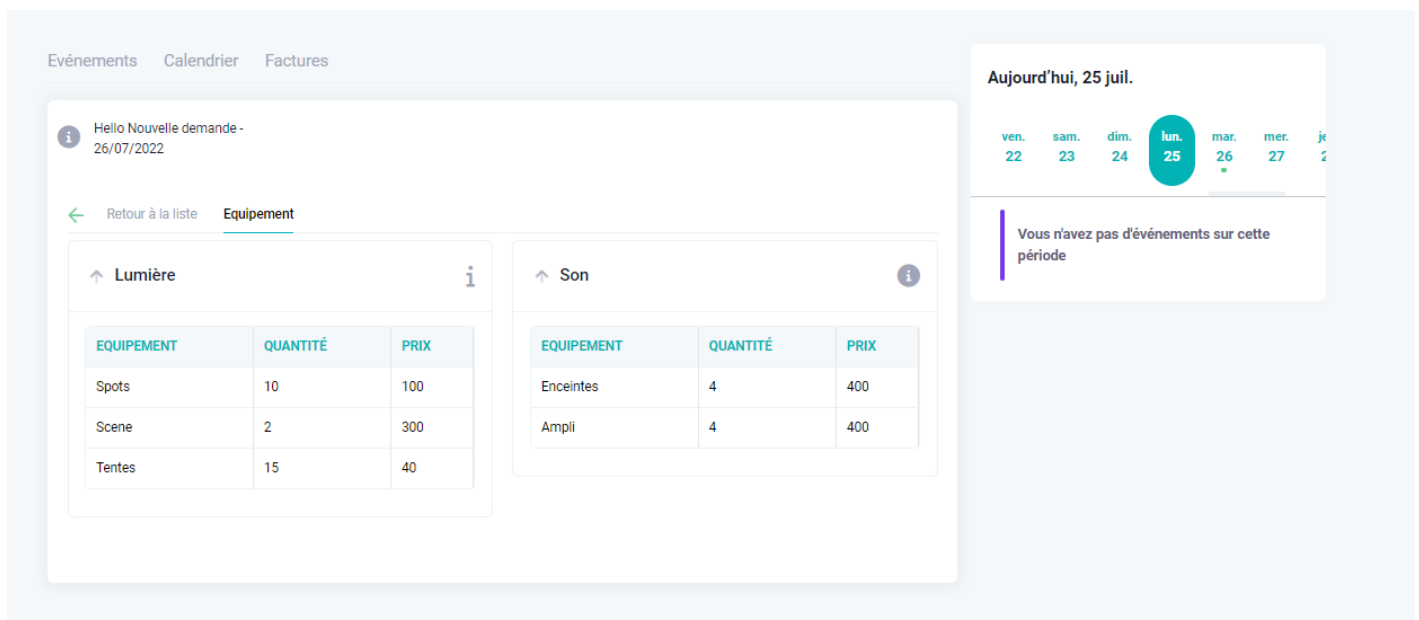 Evénements Calendrier Factures
Hello Nouvelle demande -
26/07/2022
Retour à la liste Equipement
Lumière
EQUIPEMENT QUANTITÉ PRIX
Spots 10 100
Scene 2 300
Tentes 15 40
Son
EQUIPEMENT QUANTITÉ PRIX
Enceintes 4 400
Ampli 4 400
Aujourd'hui, 25 juil.
ven. sam. dim. lun. mar. mer.
22 23 24 25 26 27
Vous n'avez pas d'événements sur cette
période